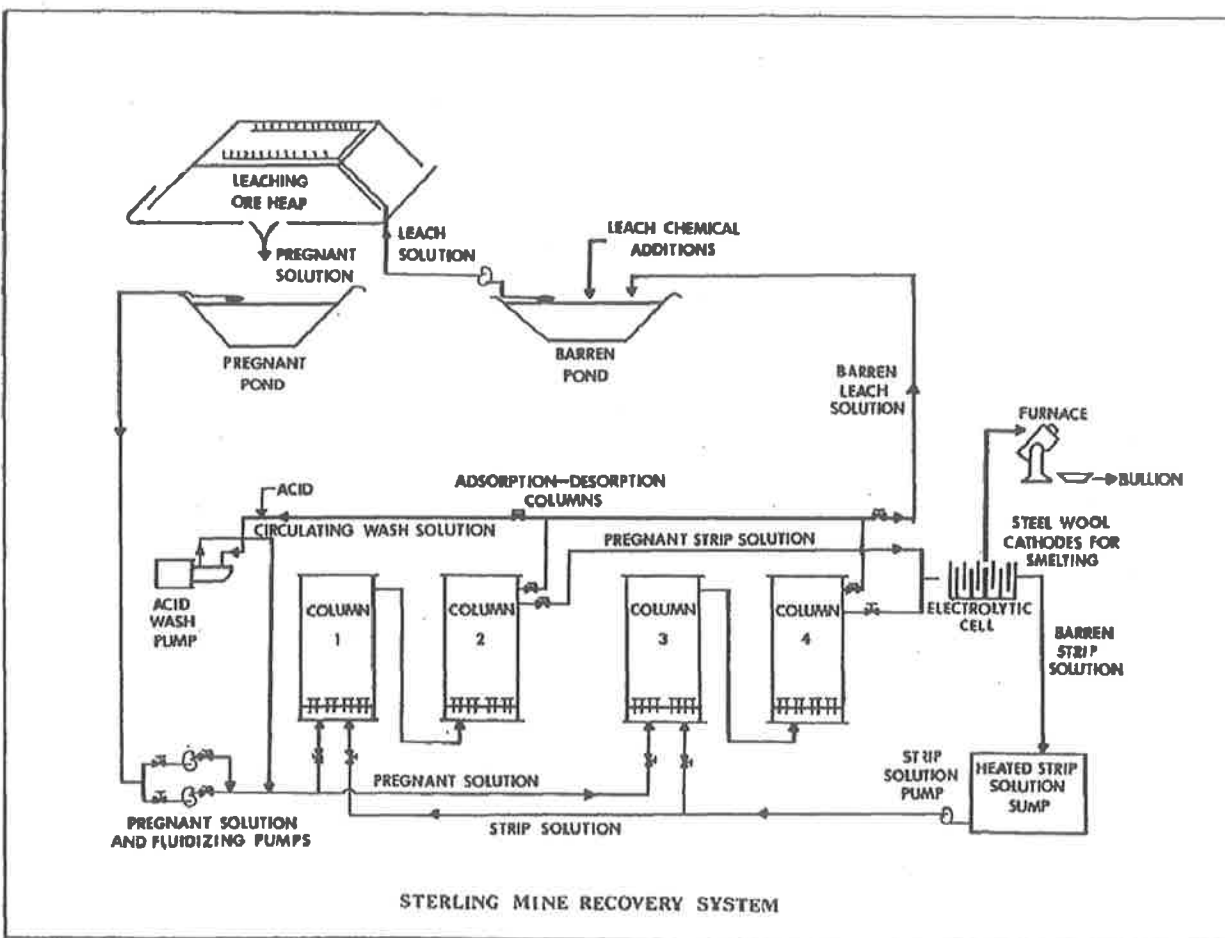 LEACHING
ORE HEAP
PREGNANT
SOLUTION
LEACH
SOLUTION
LEACH CHEMICAL
ADDITIONS
PREGNANT
POND
BARREN
POND
BARREN
LEACH
SOLUTION
FURNACE
BULLION
ACID
CIRCULATING WASH SOLUTION
ADSORPTION—DESORPTION
COLUMNS
PREGNANT STRIP SOLUTION
STEEL WOOL
CATHODES FOR
SMELTING
ACID
WASH
PUMP
COLUMN
1
COLUMN
2
COLUMN
3
COLUMN
4
ELECTROLYTIC
CELL
BARREN
STRIP
SOLUTION
PREGNANT SOLUTION
AND FLUIDIZING PUMPS
PREGNANT SOLUTION
STRIP SOLUTION
STRIP
SOLUTION
PUMP
HEATED STRIP
SOLUTION
SUMP
STERLING MINE RECOVERY SYSTEM